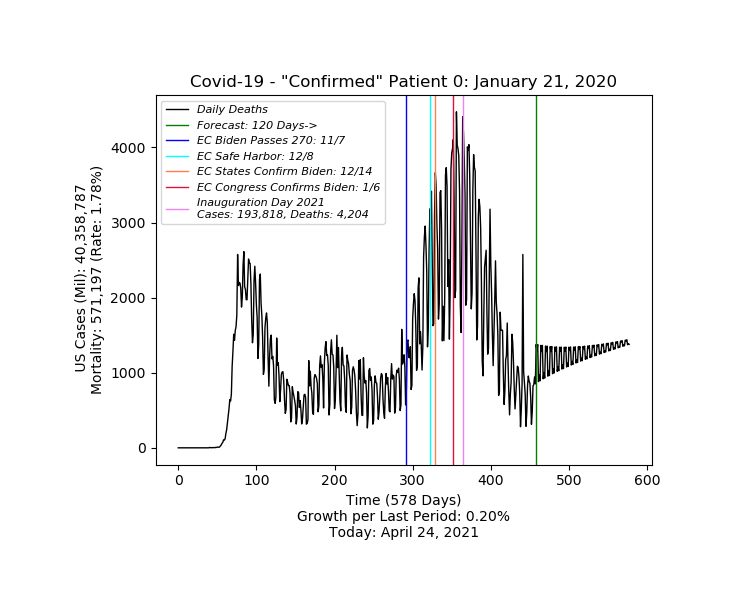 Covid-19 - "Confirmed" Patient 0: January 21, 2020
Daily Deaths
Forecast: 120 Days->
EC Biden Passes 270: 11/7
EC Safe Harbor: 12/8
EC States Confirm Biden: 12/14
EC Congress Confirms Biden: 1/6
Inauguration Day 2021
Cases: 193,818, Deaths: 4,204
US Cases (Mil): 40,358,787
Mortality: 571,197 (Rate: 1.78%)
4000
3000
2000
1000
0
0 100 200 300 400 500 600
Time (578 Days)
Growth per Last Period: 0.20%
Today: April 24, 2021